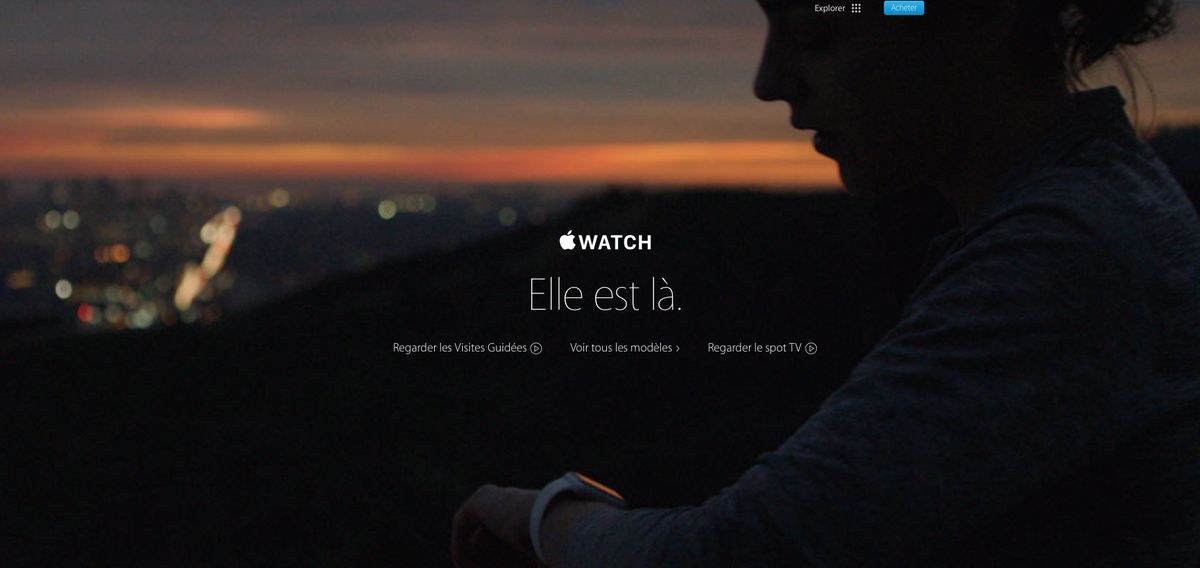 Explorer
Acheter
WATCH
Elle est là.
Regarder les Visites Guidées
Voir tous les modèles ›
Regarder le spot TV